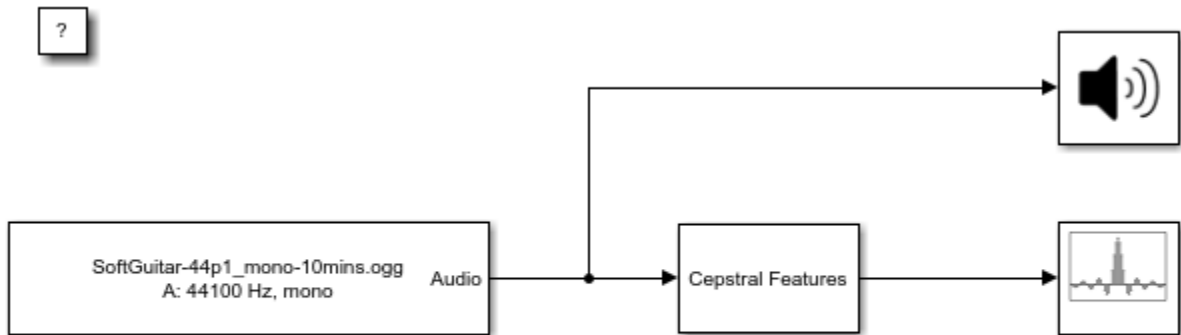 ?
SoftGuitar-44p1_mono-10mins.ogg
A: 44100 Hz, mono
Audio
Cepstral Features